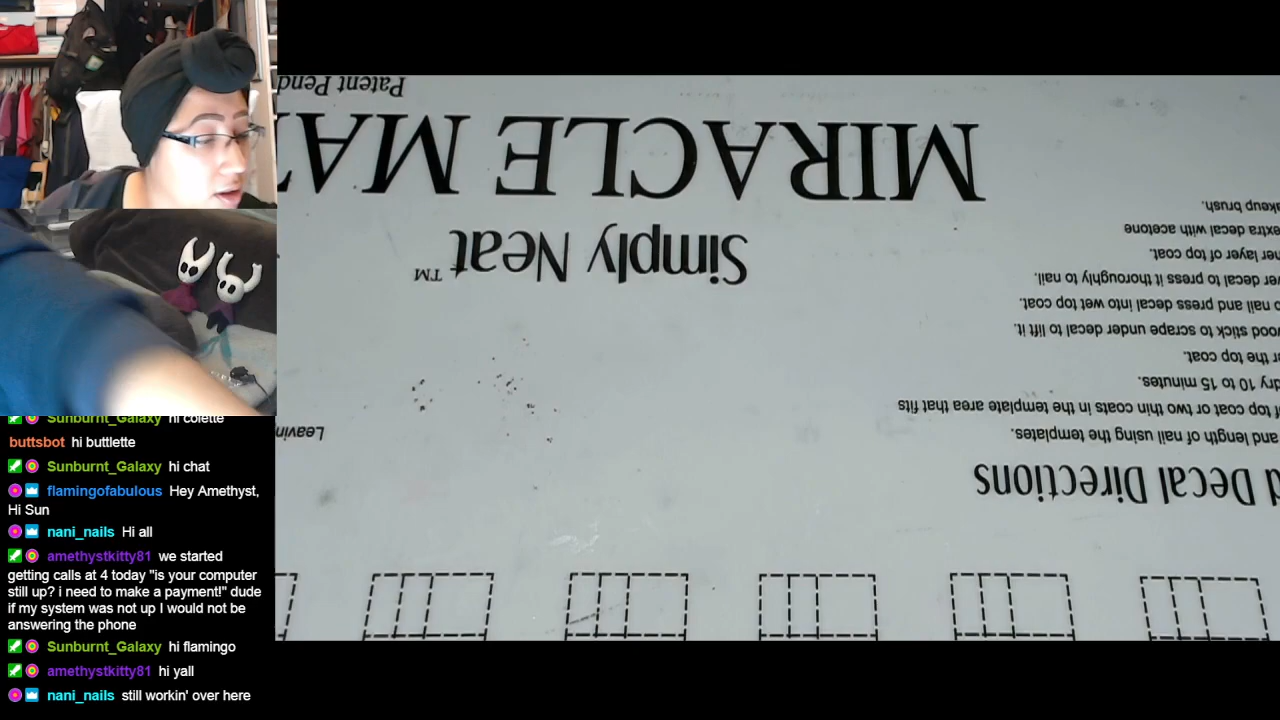 hi colette
Sunburnt_Galaxy
buttsbot hi buttlette
Sunburnt_Galaxy hi chat
flamingofabulous Hey Amethyst,
Hi Sun
nani_nails Hi all
amethystkitty81 we started
getting calls at 4 today "is your computer
still up? i need to make a payment!" dude
if my system was not up I would not be
answering the phone
Sunburnt_Galaxy hi flamingo
amethystkitty81 hi yall
nani_nails still workin' over here
Decal Directions
and length of nail using the templates.
f top coat or two thin coats in the template area that fits
dry 10 to 15 minutes.
the top coat.
wood stick to scrape under decal to lift it.
nail and press decal into wet top coat.
decal to press it thoroughly to nail.
layer of top coat.
extra decal with acetone
brush.
Simply Neat™
MIRACLE MA
Patent Pend